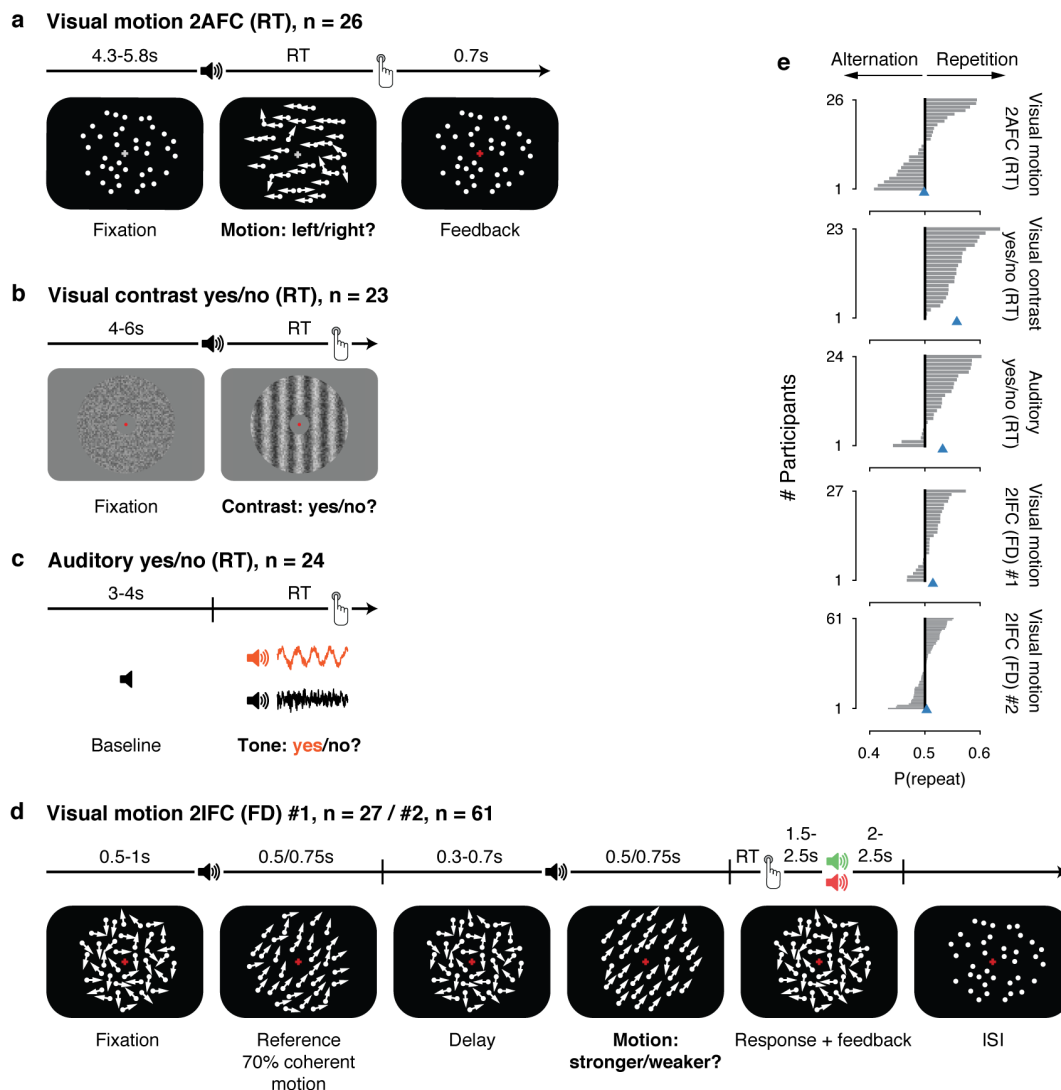 a Visual motion 2AFC (RT), n = 26
4.3-5.8s RT 0.7s
Fixation Motion: left/right? Feedback
b Visual contrast yes/no (RT), n = 23
4-6s RT
Fixation Contrast: yes/no?
c Auditory yes/no (RT), n = 24
3-4s RT
Baseline Tone: yes/no?
d Visual motion 2IFC (FD) #1, n = 27 / #2, n = 61
0.5-1s 0.5/0.75s 0.3-0.7s 0.5/0.75s RT 1.5-2.5s 2-2.5s
Fixation
Reference
70% coherent
motion
Delay
Motion:
stronger/weaker?
Response + feedback
ISI
e
Alternation Repetition
# Participants
26
1
Visual motion
2AFC (RT)
23
1
Visual contrast
yes/no (RT)
24
1
Auditory
yes/no (RT)
27
1
Visual motion
2IFC (FD) #1
61
1
Visual motion
2IFC (FD) #2
0.4 0.5 0.6
P(repeat)